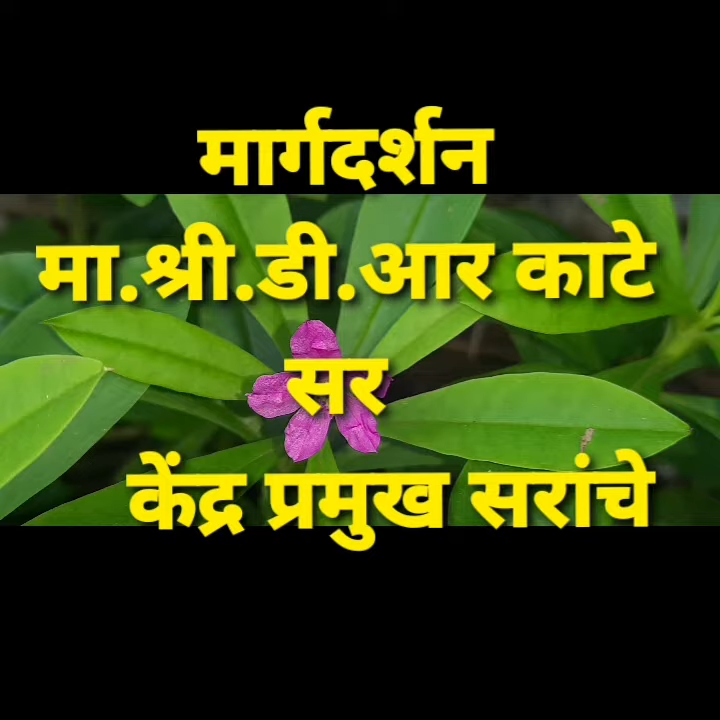 मार्गदर्शन
मा.श्री.डी.आर काटे
सर
केंद्र प्रमुख सरांचे